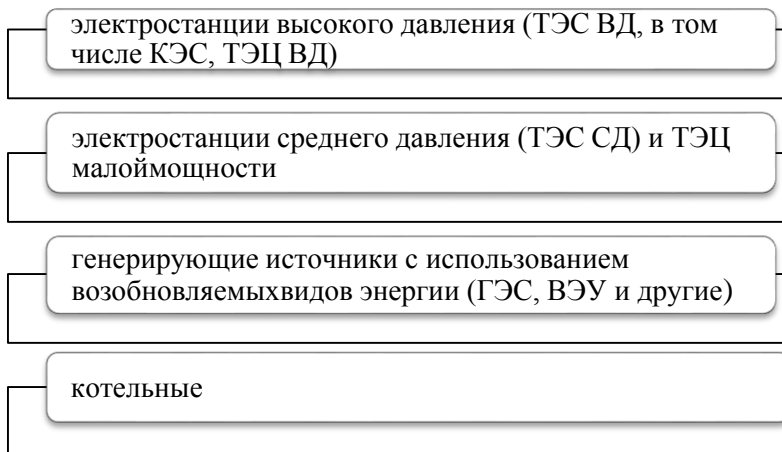 электростанции высокого давления (ТЭС ВД, в том
числе КЭС, ТЭЦ ВД)
электростанции среднего давления (ТЭС СД) и ТЭЦ
малоймощности
генерирующие источники с использованием
возобновляемыхвидов энергии (ГЭС, ВЭУ и другие)
котельные